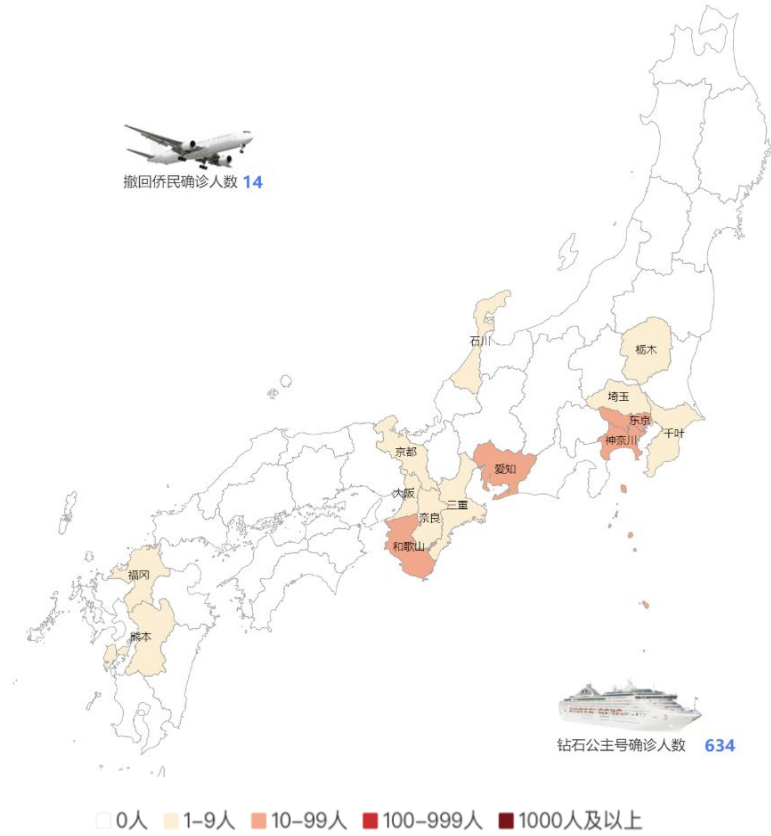 撤回侨民确诊人数 14
石川
栃木
埼玉
东京
神奈川
千叶
京都
爱知
大阪
三重
奈良
和歌山
福冈
熊本
钻石公主号确诊人数 634
0人 1-9人 10-99人 100-999人 1000人及以上